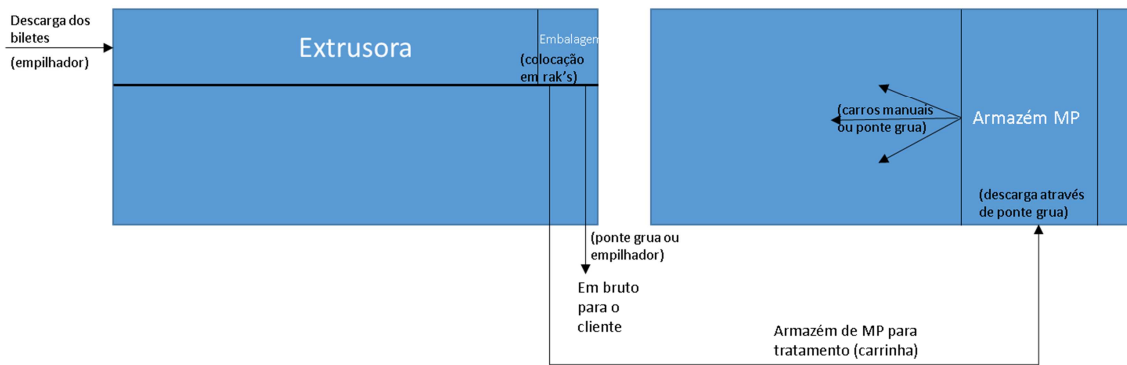 Descarga dos
biletes
(empilhador)
Extrusora
Embalagem
(colocação
em rak's)
(ponte grua ou
empilhador)
Em bruto
para o
cliente
(carros manuais
ou ponte grua)
Armazém MP
(descarga através
de ponte grua)
Armazém de MP para
tratamento (carrinha)